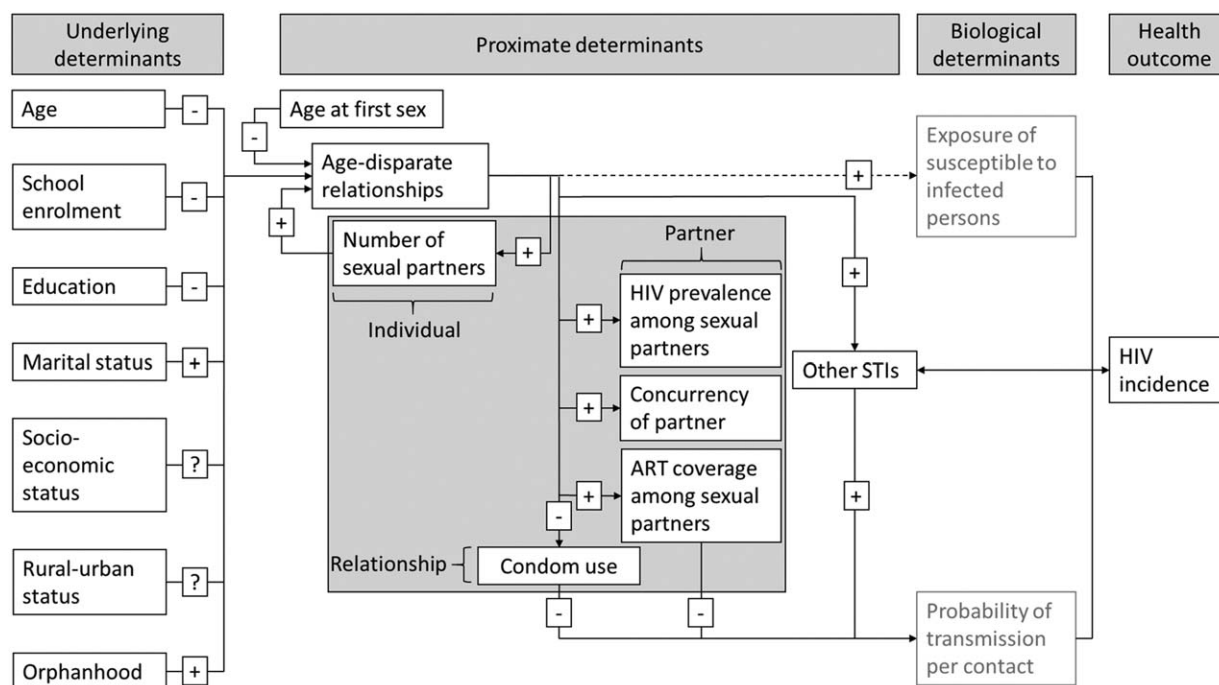 Underlying
determinants
Proximate determinants
Biological
determinants
Health
outcome
Age
-
School
enrolment
-
Education
-
Marital status
+
Socio-
economic
status
?
Rural-urban
status
?
Orphanhood
+
Age at first sex
-
Age-disparate
relationships
+
Number of
sexual partners
+
Individual
Partner
+
HIV prevalence
among sexual
partners
+
Concurrency
of partner
+
ART coverage
among sexual
partners
-
Relationship
Condom use
-
-
+
+
Other STIs
+
Exposure of
susceptible to
infected
persons
Probability of
transmission
per contact
HIV
incidence